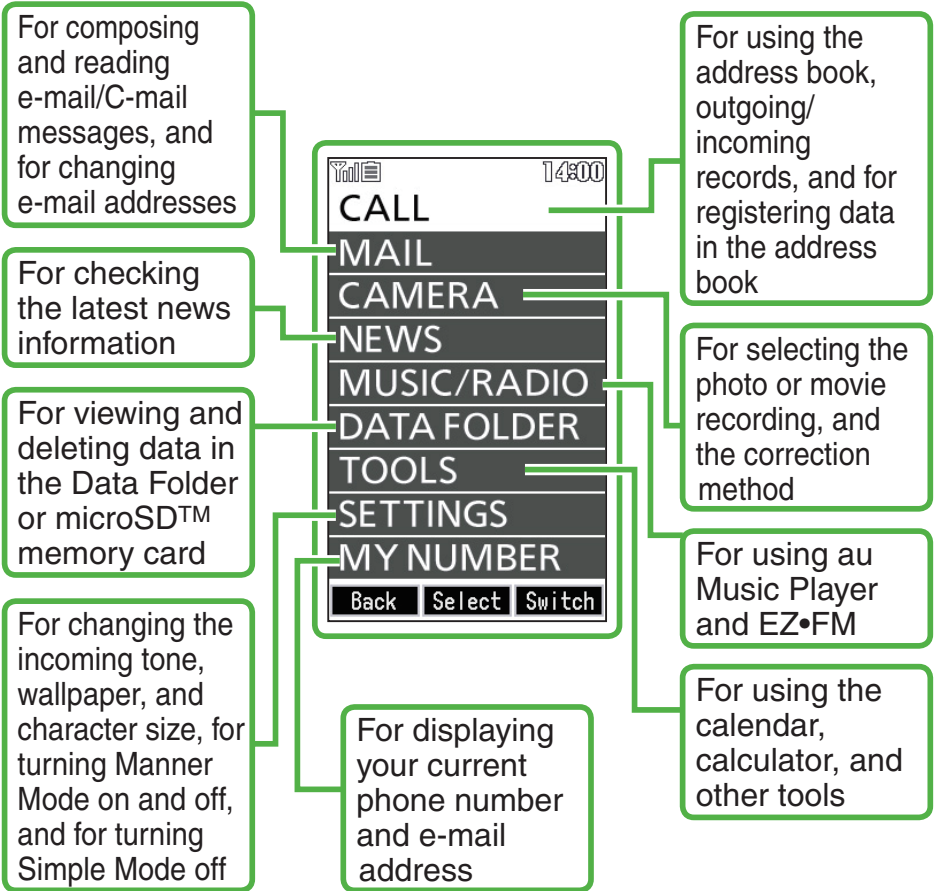 For composing
and reading
e-mail/C-mail
messages, and
for changing
e-mail addresses
For checking
the latest news
information
For viewing and
deleting data in
the Data Folder
or microSD™
memory card
For changing the
incoming tone,
wallpaper, and
character size, for
turning Manner
Mode on and off,
and for turning
Simple Mode off
14:00
CALL
MAIL
CAMERA
NEWS
MUSIC/RADIO
DATA FOLDER
TOOLS
SETTINGS
MY NUMBER
Back Select Switch
For displaying
your current
phone number
and e-mail
address
For using the
address book,
outgoing/
incoming
records, and for
registering data
in the address
book
For selecting the
photo or movie
recording, and
the correction
method
For using au
Music Player
and EZ•FM
For using the
calendar,
calculator, and
other tools